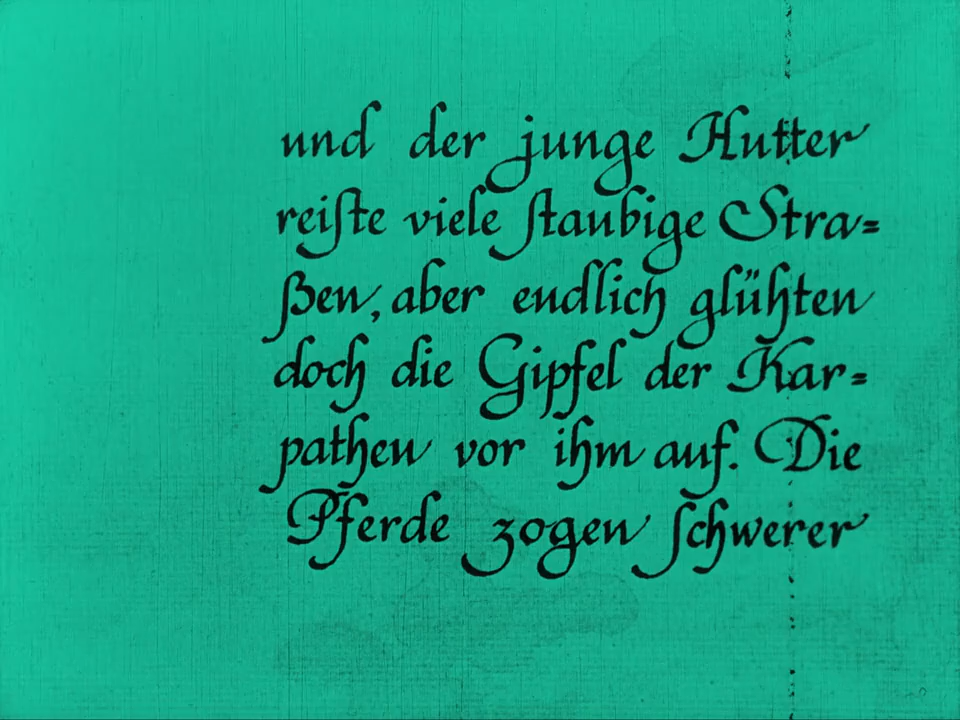 und der junge Hutter
reiſte viele ſtaubige Stra=
ßen, aber endlich glühten
doch die Gipfel der Kar=
pathen vor ihm auf. Die
Pferde zogen ſchwerer